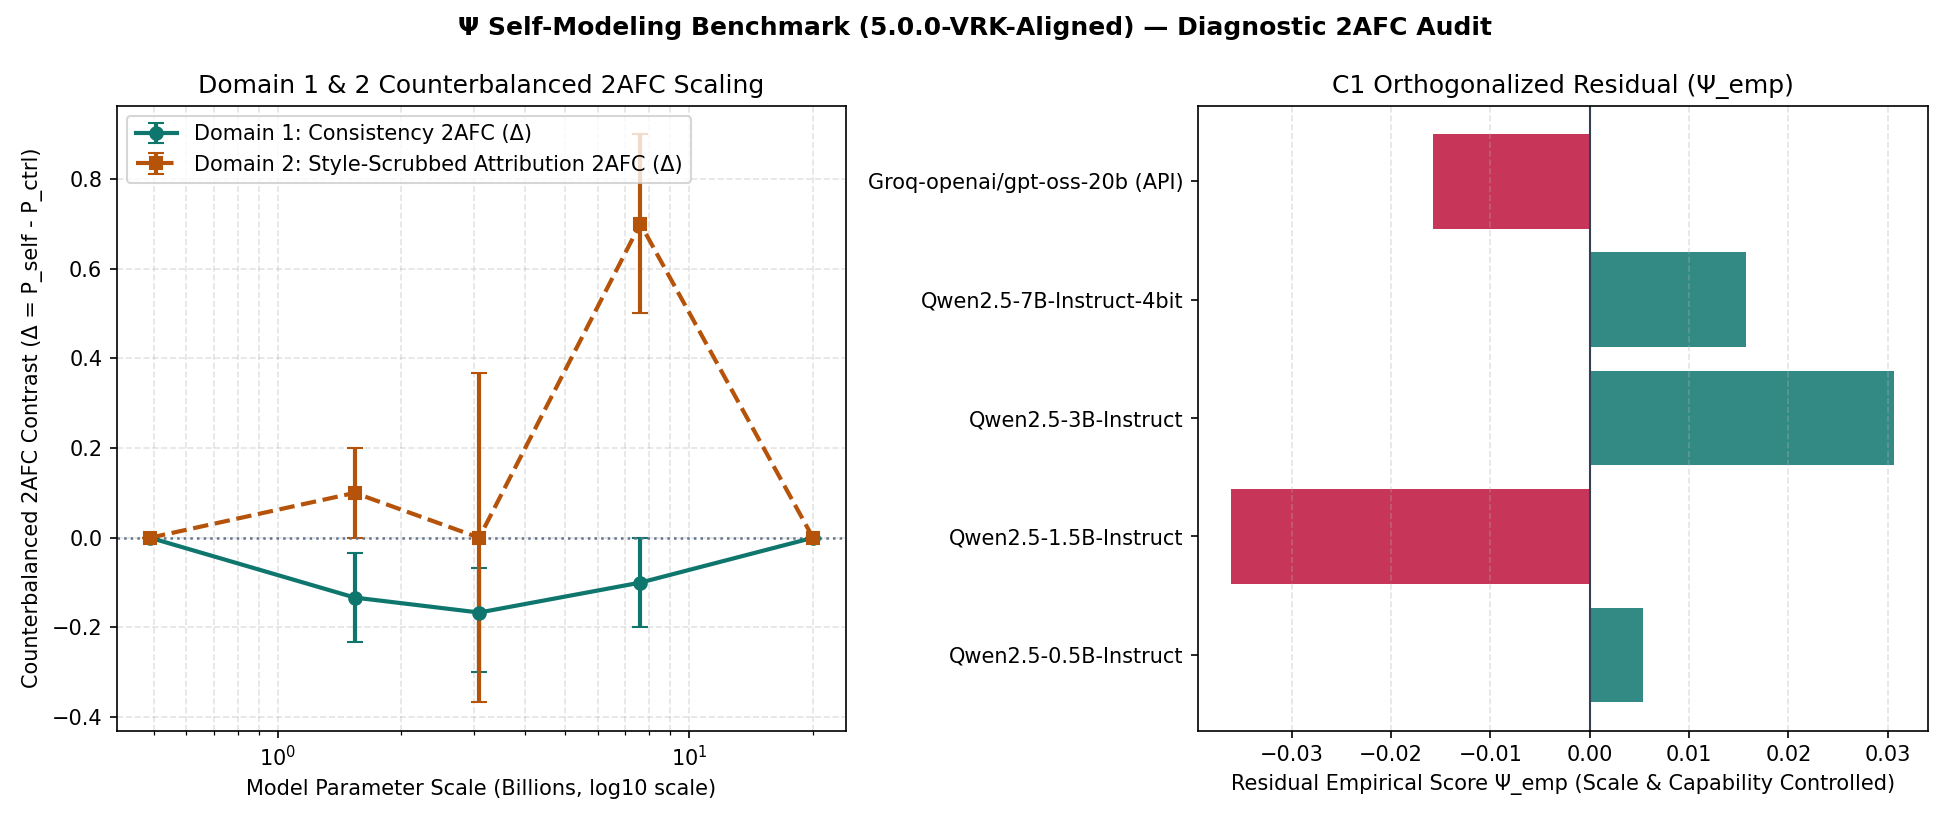 Ψ Self-Modeling Benchmark (5.0.0-VRK-Aligned) — Diagnostic 2AFC Audit
Domain 1 & 2 Counterbalanced 2AFC Scaling
Domain 1: Consistency 2AFC (Δ)
Domain 2: Style-Scrubbed Attribution 2AFC (Δ)
Counterbalanced 2AFC Contrast (Δ = P_self - P_ctrl)
0.8
0.6
0.4
0.2
0.0
−0.2
−0.4
10⁰
10¹
Model Parameter Scale (Billions, log10 scale)
C1 Orthogonalized Residual (Ψ_emp)
Groq-openai/gpt-oss-20b (API)
Qwen2.5-7B-Instruct-4bit
Qwen2.5-3B-Instruct
Qwen2.5-1.5B-Instruct
Qwen2.5-0.5B-Instruct
−0.03 −0.02 −0.01 0.00 0.01 0.02 0.03
Residual Empirical Score Ψ_emp (Scale & Capability Controlled)